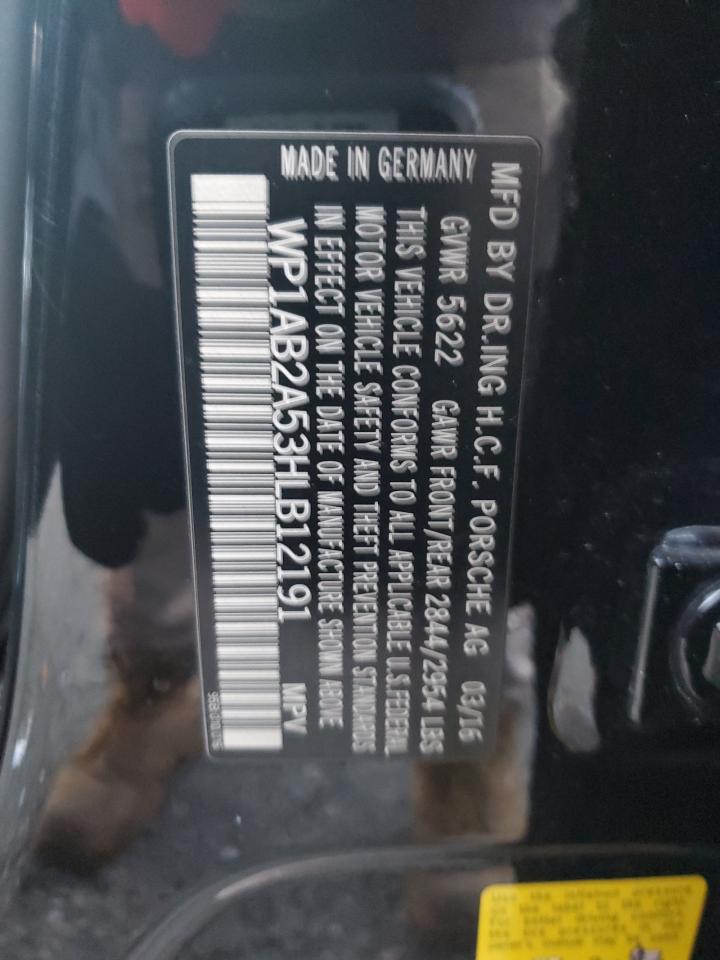 MFD BY DR.ING H.C.F. PORSCHE AG 03/16
GVWR 5622 GAWR FRONT/REAR 2844/2954 LBS
THIS VEHICLE CONFORMS TO ALL APPLICABLE US FEDERAL
MOTOR VEHICLE SAFETY AND THEFT PREVENTION STANDARDS
IN EFFECT ON THE DATE OF MANUFACTURE SHOWN ABOVE
WP1AB2A53HLB12191 MPV
MADE IN GERMANY